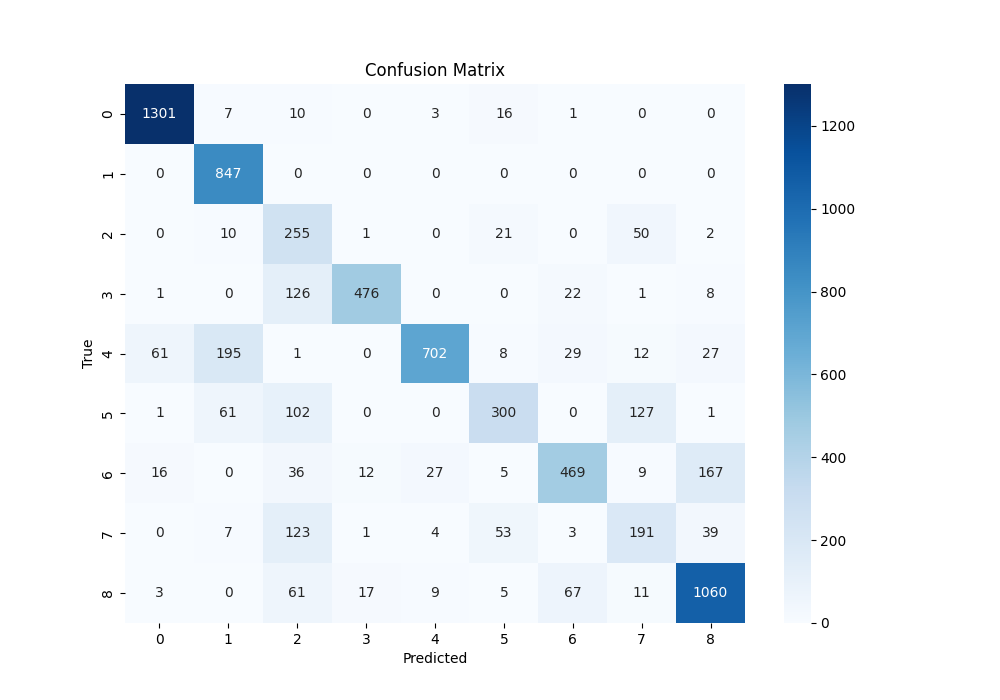 Confusion Matrix
True
0 1301 7 10 0 3 16 1 0 0
1 0 847 0 0 0 0 0 0 0
2 0 10 255 1 0 21 0 50 2
3 1 0 126 476 0 0 22 1 8
4 61 195 1 0 702 8 29 12 27
5 1 61 102 0 0 300 0 127 1
6 16 0 36 12 27 5 469 9 167
7 0 7 123 1 4 53 3 191 39
8 3 0 61 17 9 5 67 11 1060
0 1 2 3 4 5 6 7 8
Predicted
1200
1000
800
600
400
200
0